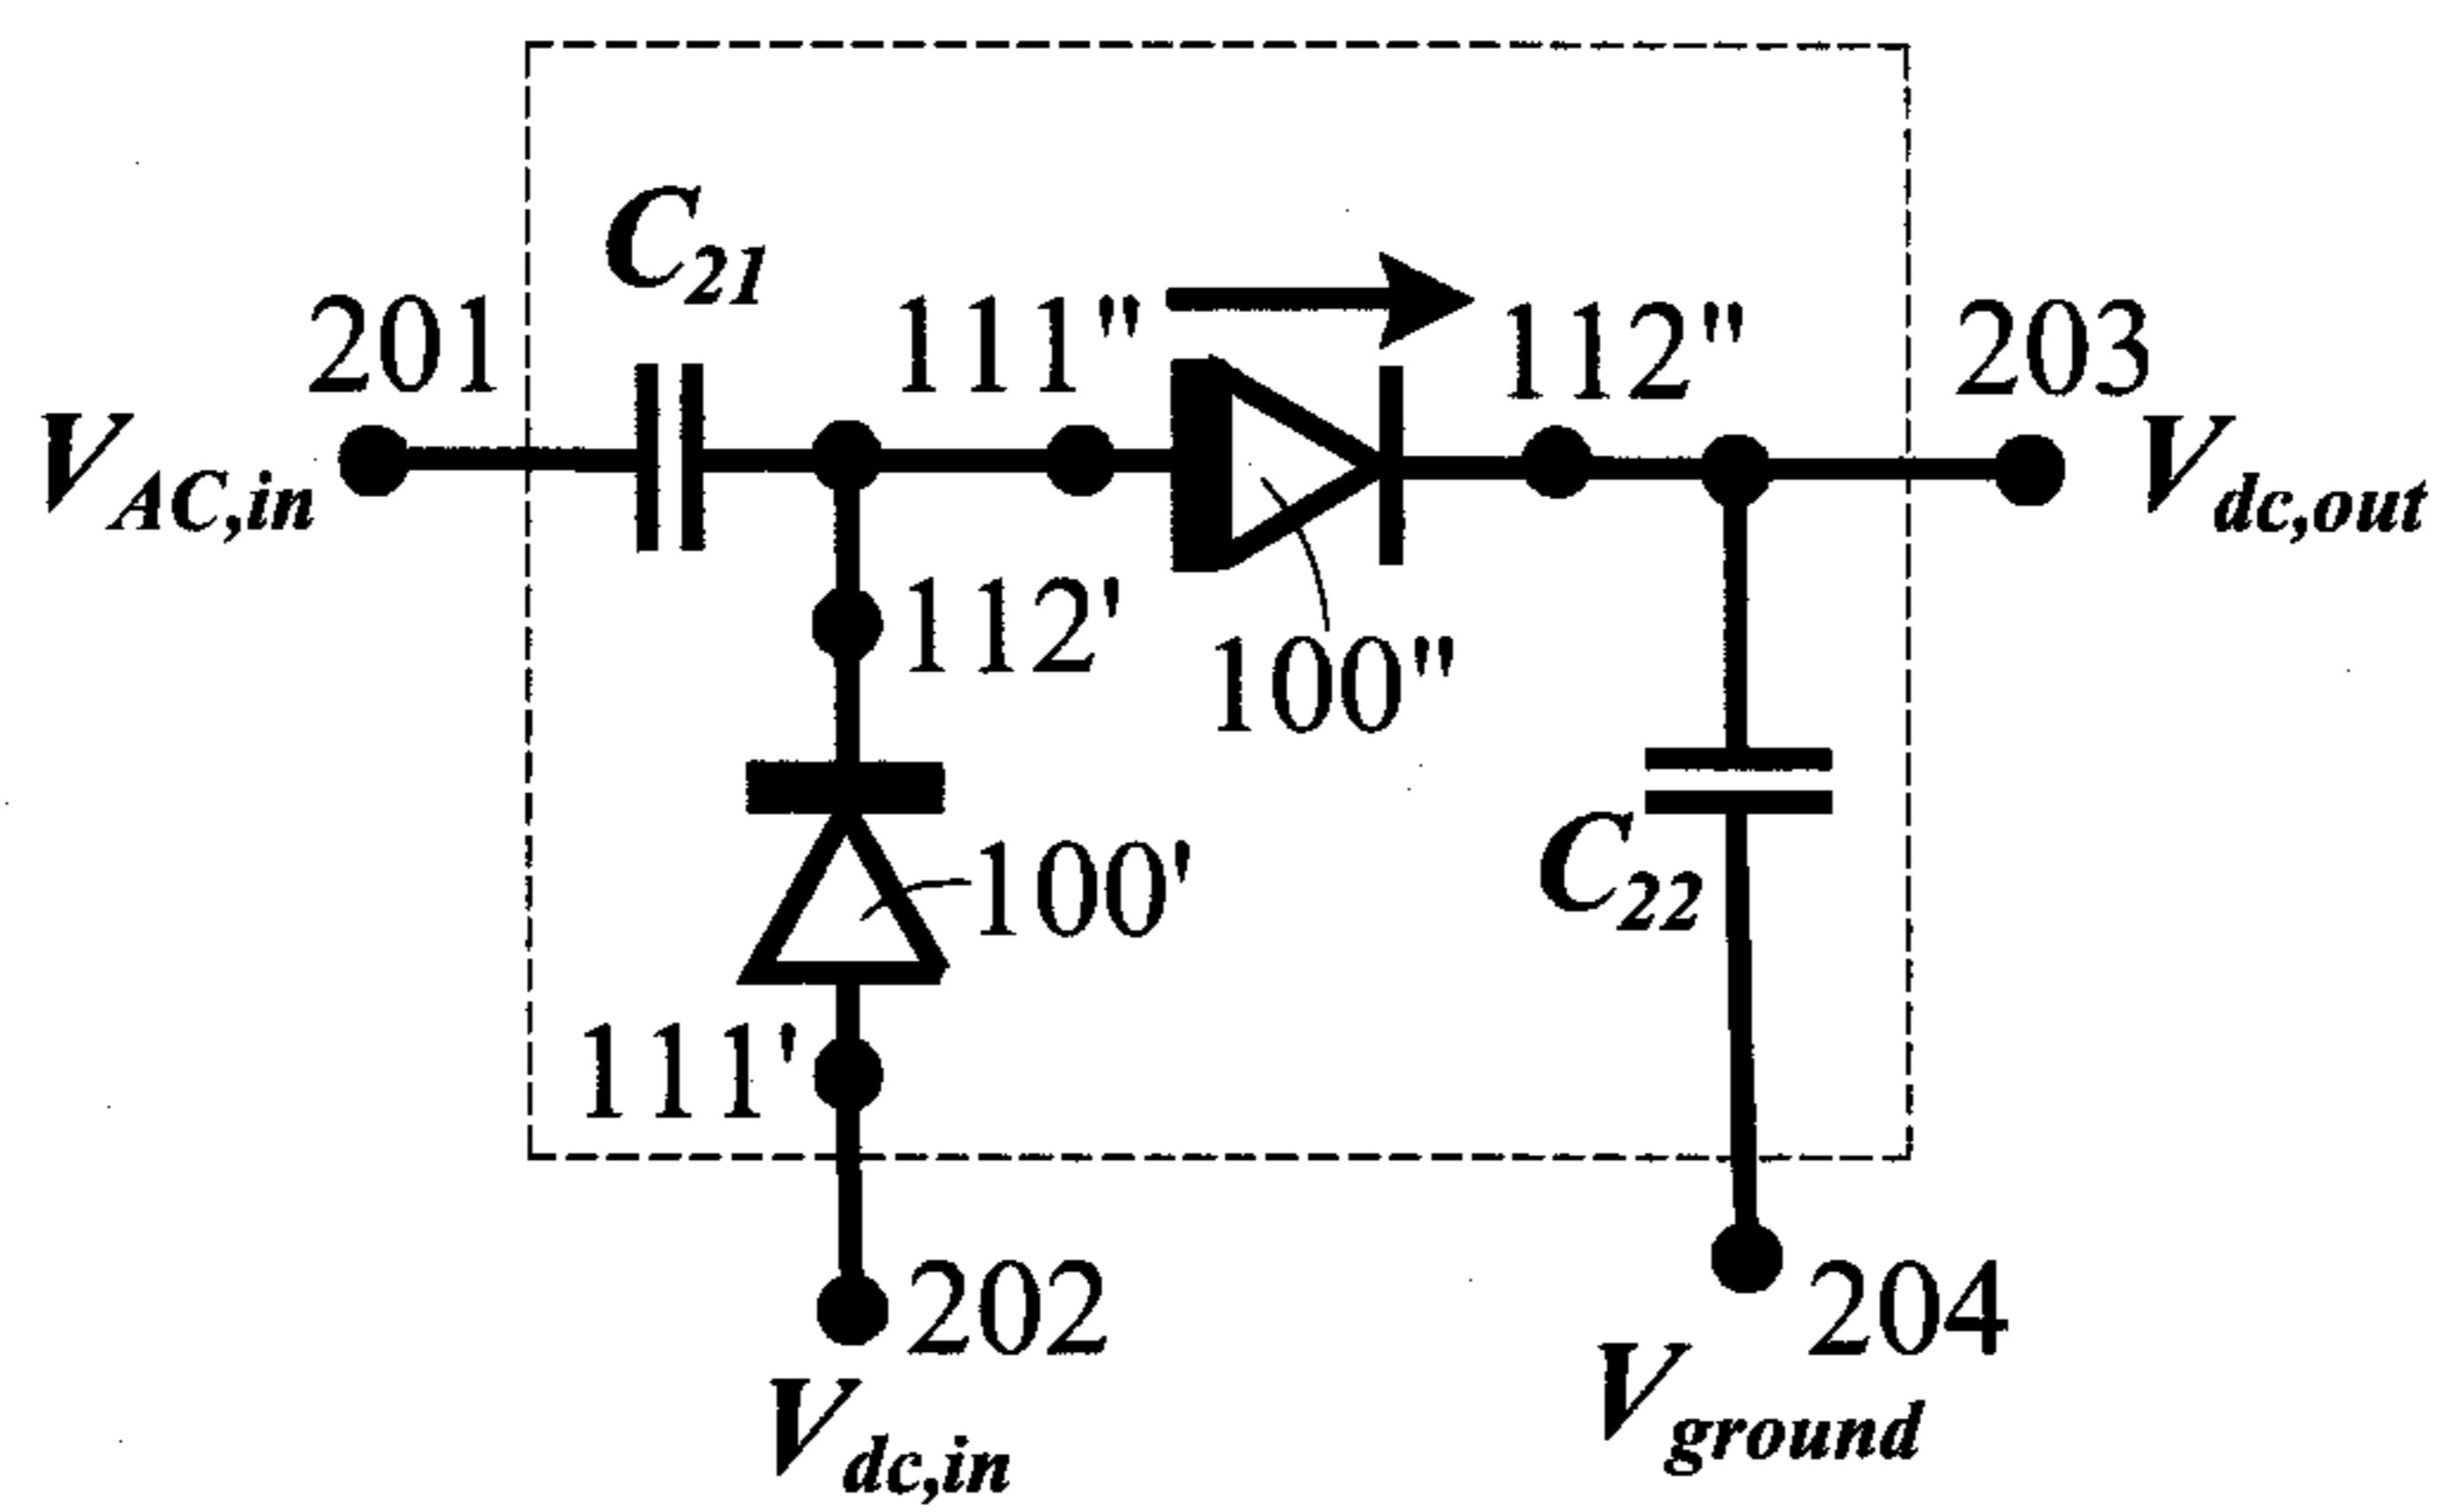 C21
201
111"
112"
203
VAC,in
Vdc,out
112'
100"
100'
C22
111'
202
204
Vdc,in
Vground